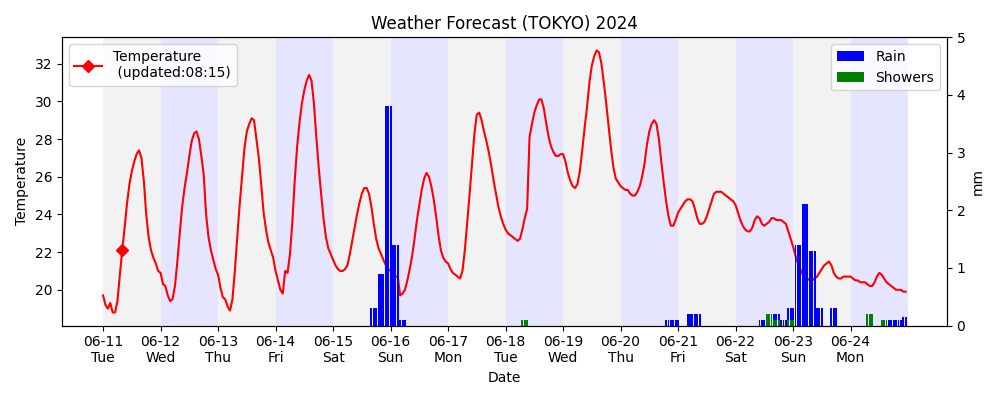 Weather Forecast (TOKYO) 2024
Temperature
(updated:08:15)
Rain
Showers
Temperature
32
30
28
26
24
22
20
5
4
3
2
1
0
mm
06-11 06-12 06-13 06-14 06-15 06-16 06-17 06-18 06-19 06-20 06-21 06-22 06-23 06-24
Tue Wed Thu Fri Sat Sun Mon Tue Wed Thu Fri Sat Sun Mon
Date